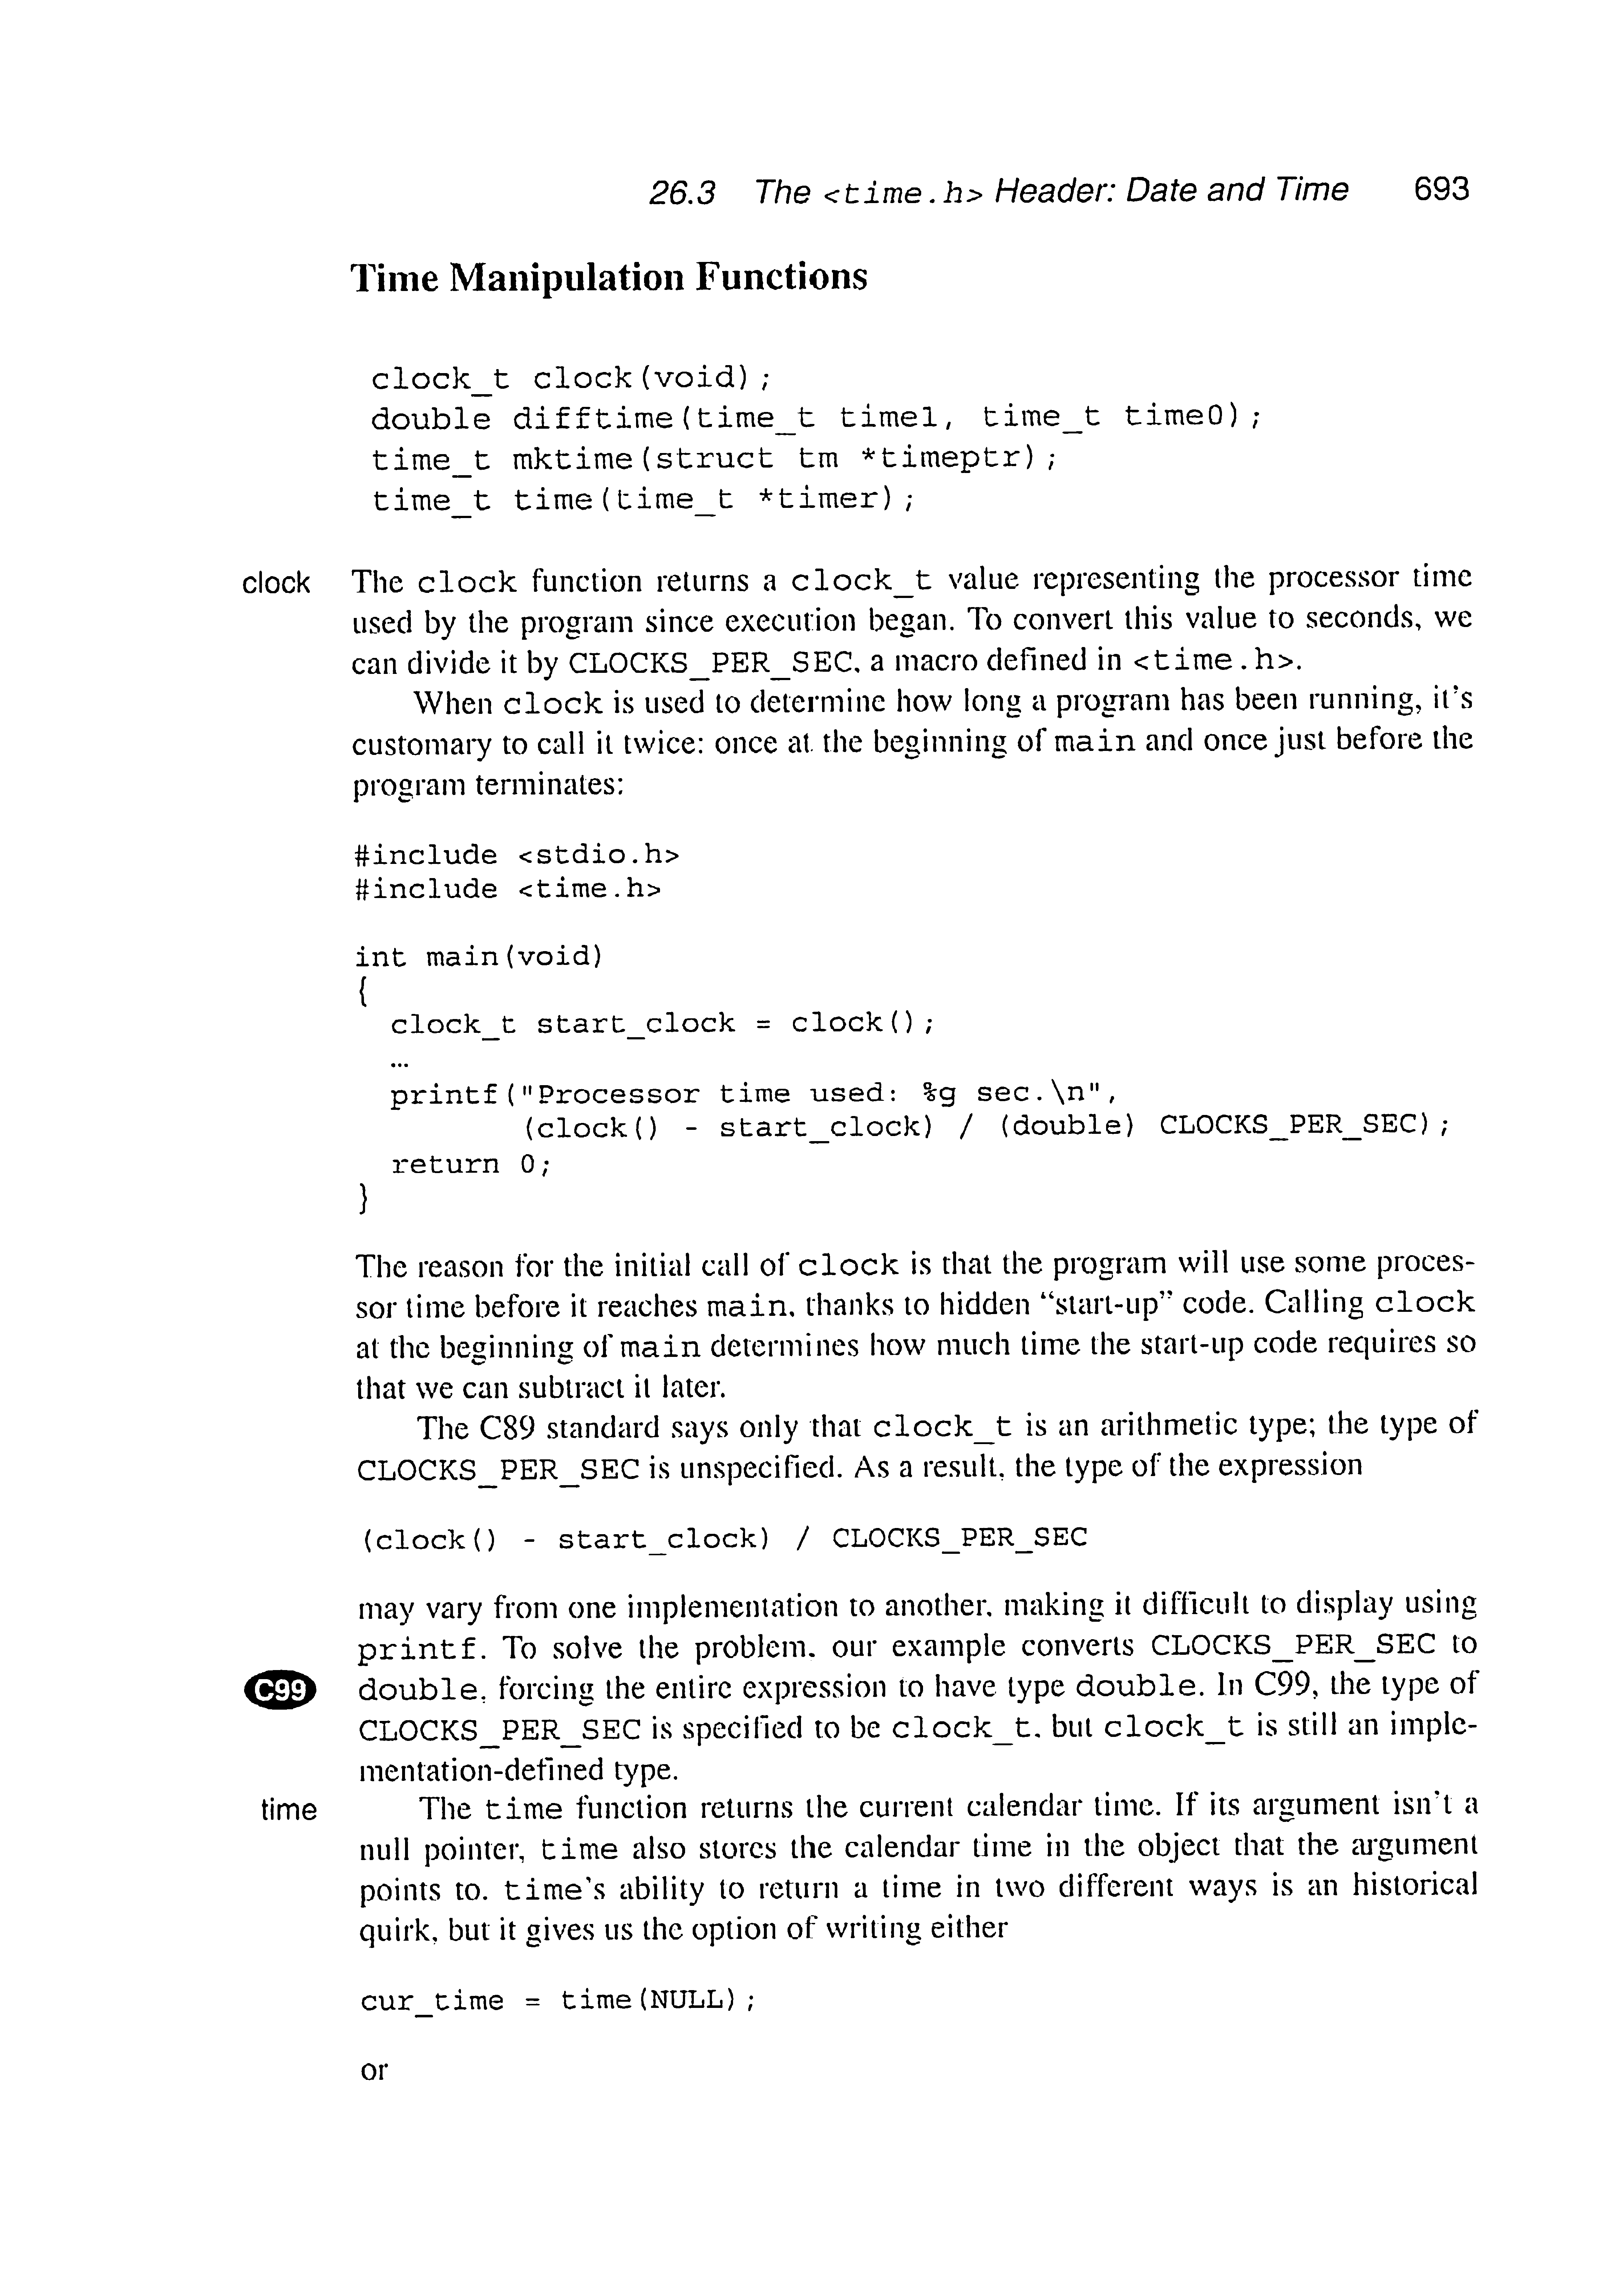 26.3 The <time.h> Header: Date and Time 693
Time Manipulation Functions
clock_t clock(void);
double difftime(time_t time1, time_t time0);
time_t mktime(struct tm *timeptr);
time_t time(time_t *timer);
clock The clock function returns a clock_t value representing the processor time
used by the program since execution began. To convert this value to seconds, we
can divide it by CLOCKS_PER_SEC, a macro defined in <time.h>.
When clock is used to determine how long a program has been running, it's
customary to call it twice: once at the beginning of main and once just before the
program terminates:
#include <stdio.h>
#include <time.h>
int main(void)
{
clock_t start_clock = clock();
…
printf("Processor time used: %g sec.\n",
(clock() - start_clock) / (double) CLOCKS_PER_SEC);
return 0;
}
The reason for the initial call of clock is that the program will use some proces-
sor time before it reaches main, thanks to hidden “start-up” code. Calling clock
at the beginning of main determines how much time the start-up code requires so
that we can subtract it later.
The C89 standard says only that clock_t is an arithmetic type; the type of
CLOCKS_PER_SEC is unspecified. As a result, the type of the expression
(clock() - start_clock) / CLOCKS_PER_SEC
may vary from one implementation to another, making it difficult to display using
printf. To solve the problem, our example converts CLOCKS_PER_SEC to
C99 double, forcing the entire expression to have type double. In C99, the type of
CLOCKS_PER_SEC is specified to be clock_t, but clock_t is still an imple-
mentation-defined type.
time The time function returns the current calendar time. If its argument isn't a
null pointer, time also stores the calendar time in the object that the argument
points to. time's ability to return a time in two different ways is an historical
quirk, but it gives us the option of writing either
cur_time = time(NULL);
or